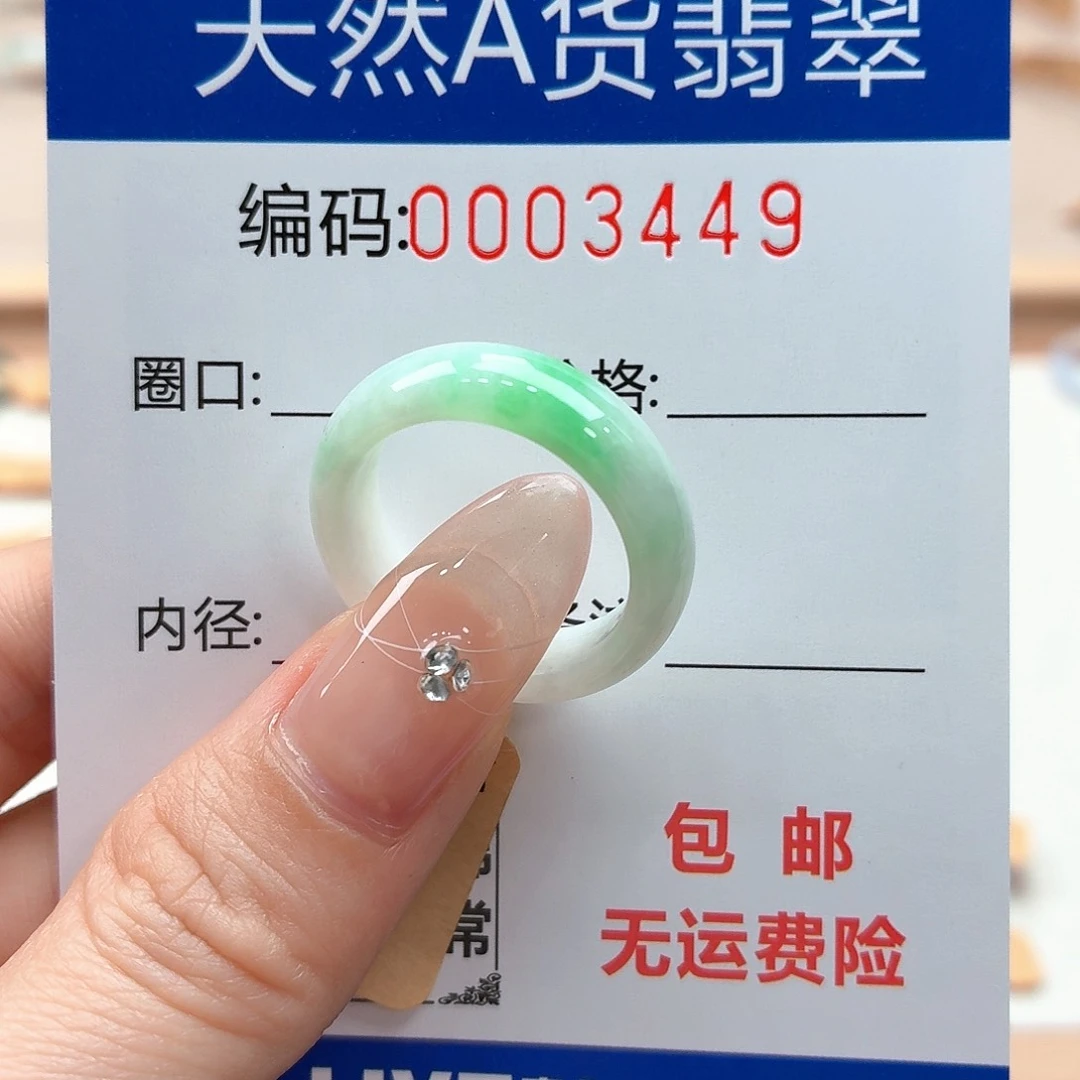 天然A货翡翠
编码:0003449
圈口: 格:
内径:
常
包邮
无运费险